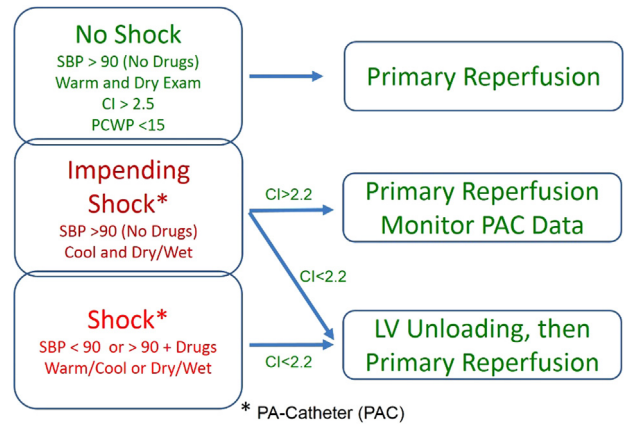 No Shock
SBP > 90 (No Drugs)
Warm and Dry Exam
CI > 2.5
PCWP <15
Primary Reperfusion
Impending
Shock*
SBP >90 (No Drugs)
Cool and Dry/Wet
CI>2.2
Primary Reperfusion
Monitor PAC Data
CI<2.2
Shock*
SBP < 90 or > 90 + Drugs
Warm/Cool or Dry/Wet
CI<2.2
LV Unloading, then
Primary Reperfusion
* PA-Catheter (PAC)